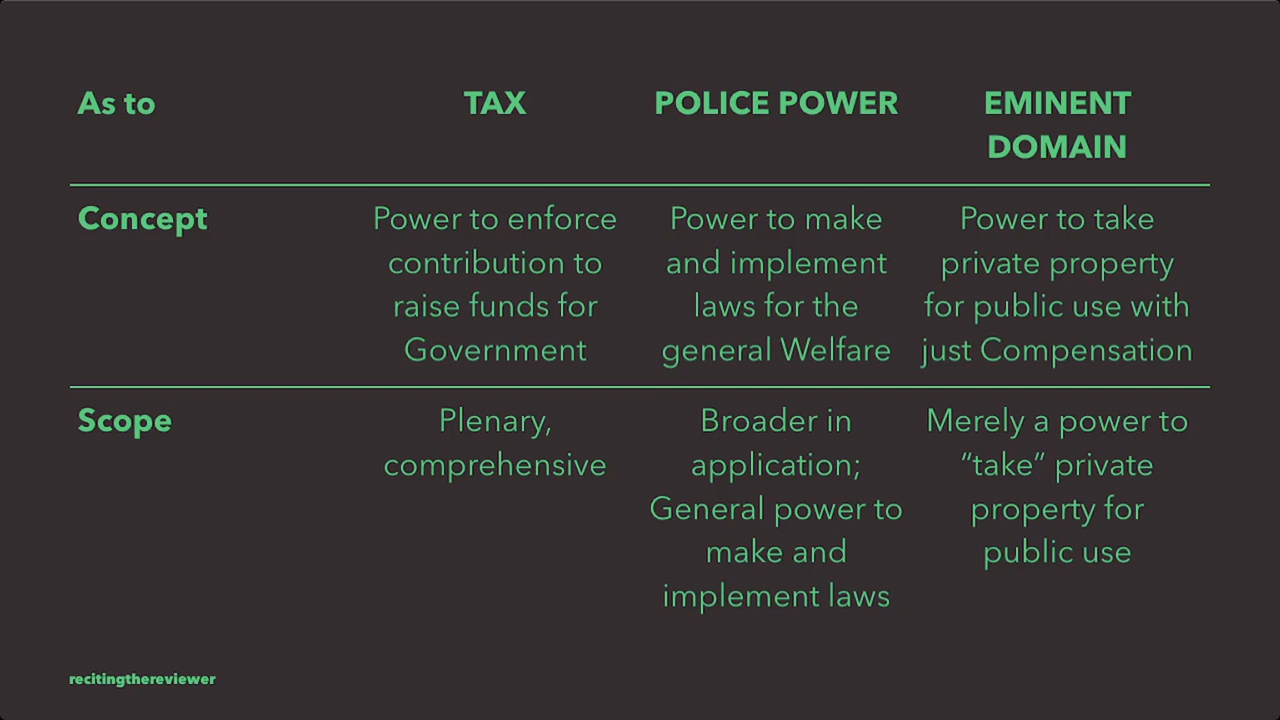 As to
TAX
POLICE POWER
EMINENT
DOMAIN
Concept
Power to enforce
contribution to
raise funds for
Government
Power to make
and implement
laws for the
general Welfare
Power to take
private property
for public use with
just Compensation
Scope
Plenary,
comprehensive
Broader in
application;
General power to
make and
implement laws
Merely a power to
“take” private
property for
public use
recitingthereviewer